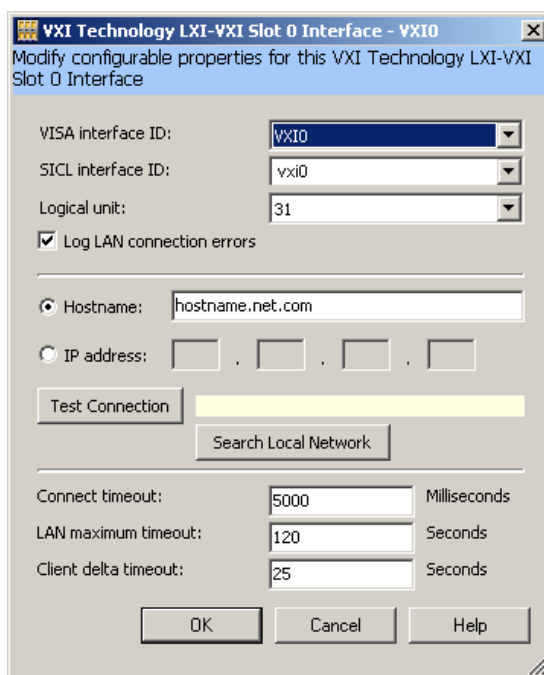 VXI Technology LXI-VXI Slot 0 Interface - VXI0
Modify configurable properties for this VXI Technology LXI-VXI
Slot 0 Interface
VISA interface ID: VXI0
SICL interface ID: vxi0
Logical unit: 31
Log LAN connection errors
Hostname: hostname.net.com
IP address: . . .
Test Connection
Search Local Network
Connect timeout: 5000 Milliseconds
LAN maximum timeout: 120 Seconds
Client delta timeout: 25 Seconds
OK Cancel Help